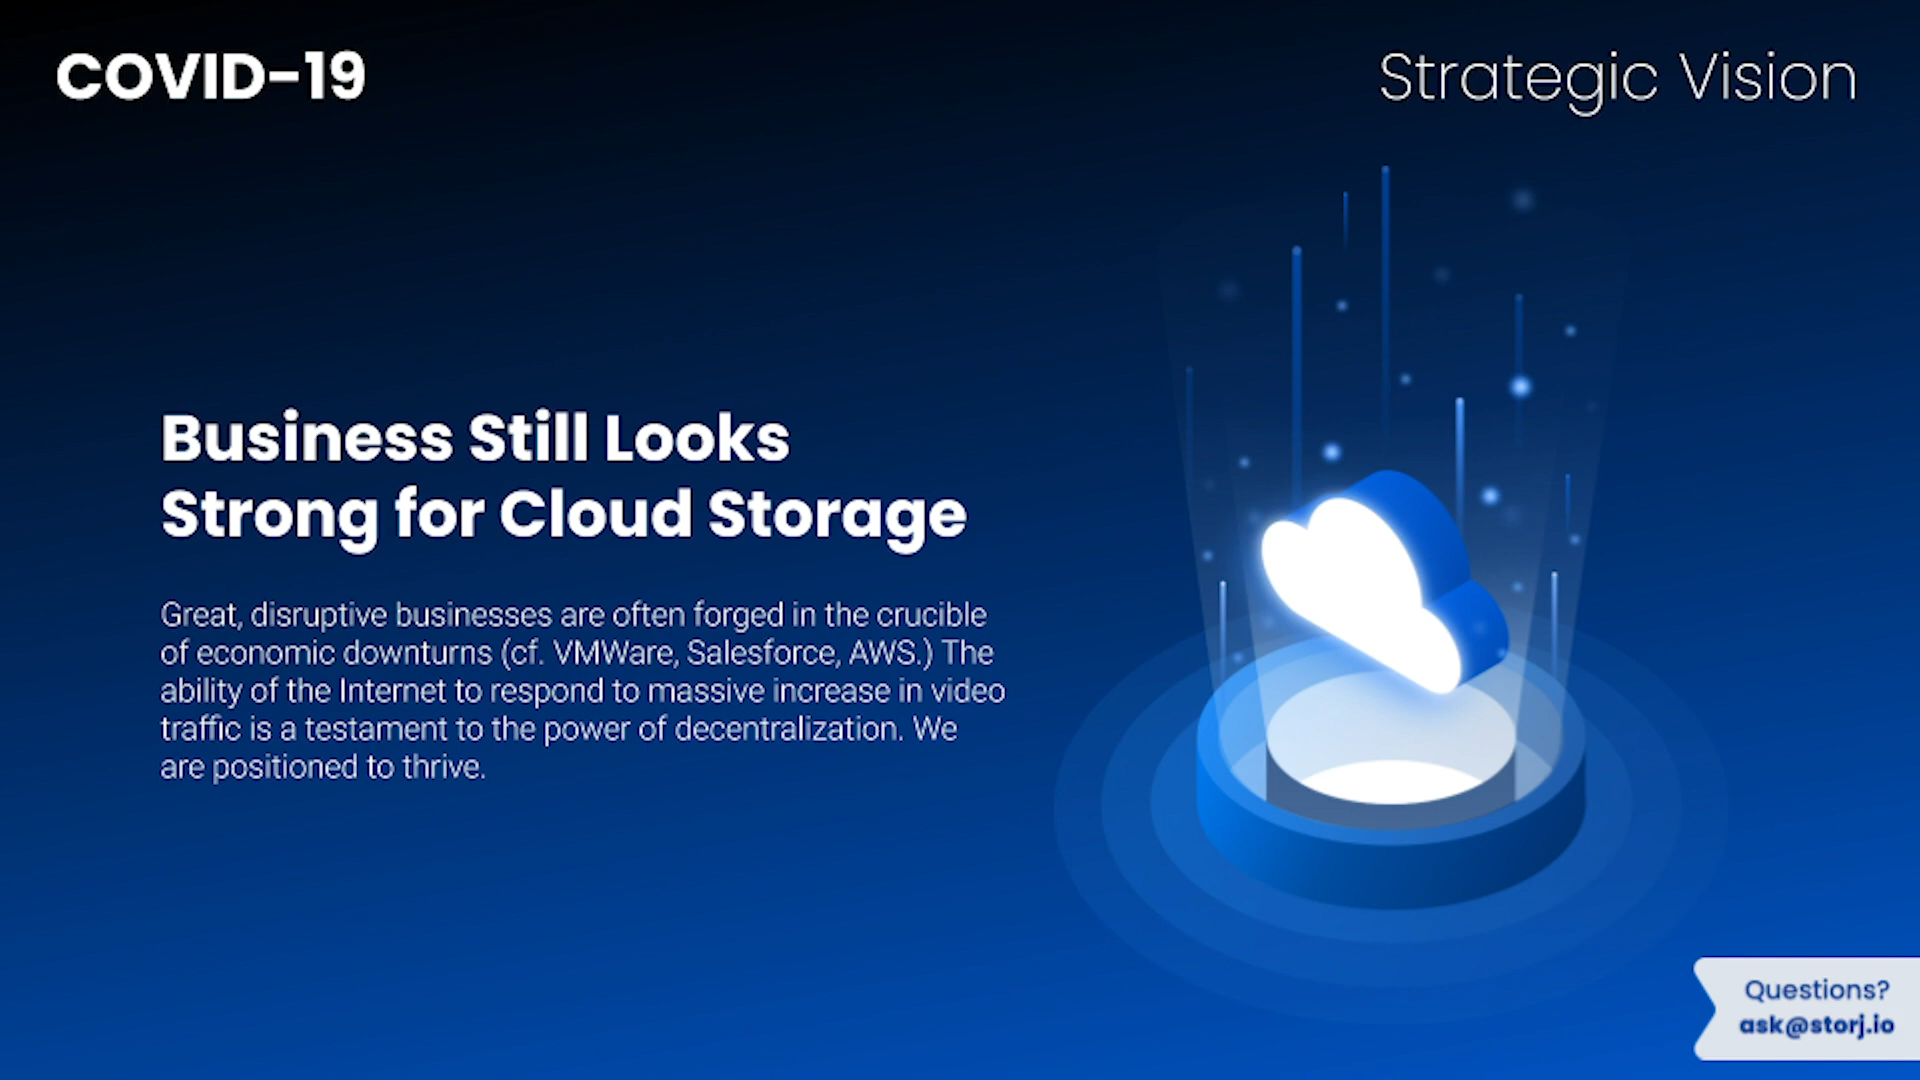 COVID-19
Strategic Vision
Business Still Looks
Strong for Cloud Storage
Great, disruptive businesses are often forged in the crucible
of economic downturns (cf. VMWare, Salesforce, AWS.) The
ability of the Internet to respond to massive increase in video
traffic is a testament to the power of decentralization. We
are positioned to thrive.
Questions?
ask@storj.io